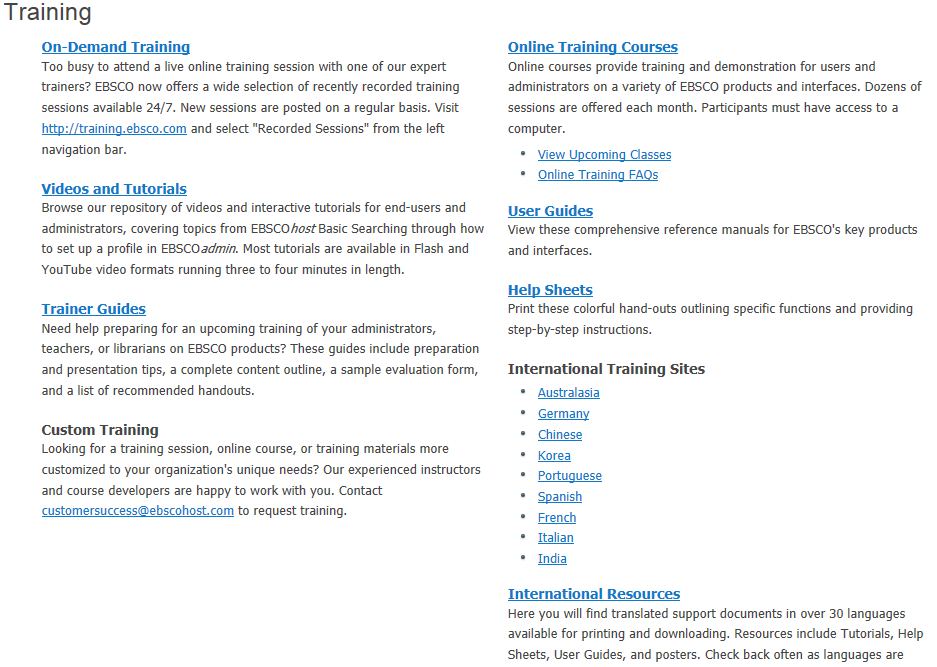 Training
On-Demand Training
Too busy to attend a live online training session with one of our expert
trainers? EBSCO now offers a wide selection of recently recorded training
sessions available 24/7. New sessions are posted on a regular basis. Visit
http://training.ebsco.com and select "Recorded Sessions" from the left
navigation bar.
Videos and Tutorials
Browse our repository of videos and interactive tutorials for end-users and
administrators, covering topics from EBSCOhost Basic Searching through how
to set up a profile in EBSCOadmin. Most tutorials are available in Flash and
YouTube video formats running three to four minutes in length.
Trainer Guides
Need help preparing for an upcoming training of your administrators,
teachers, or librarians on EBSCO products? These guides include preparation
and presentation tips, a complete content outline, a sample evaluation form,
and a list of recommended handouts.
Custom Training
Looking for a training session, online course, or training materials more
customized to your organization's unique needs? Our experienced instructors
and course developers are happy to work with you. Contact
customersuccess@ebscohost.com to request training.
Online Training Courses
Online courses provide training and demonstration for users and
administrators on a variety of EBSCO products and interfaces. Dozens of
sessions are offered each month. Participants must have access to a
computer.
• View Upcoming Classes
• Online Training FAQs
User Guides
View these comprehensive reference manuals for EBSCO's key products
and interfaces.
Help Sheets
Print these colorful hand-outs outlining specific functions and providing
step-by-step instructions.
International Training Sites
• Australasia
• Germany
• Chinese
• Korea
• Portuguese
• Spanish
• French
• Italian
• India
International Resources
Here you will find translated support documents in over 30 languages
available for printing and downloading. Resources include Tutorials, Help
Sheets, User Guides, and posters. Check back often as languages are